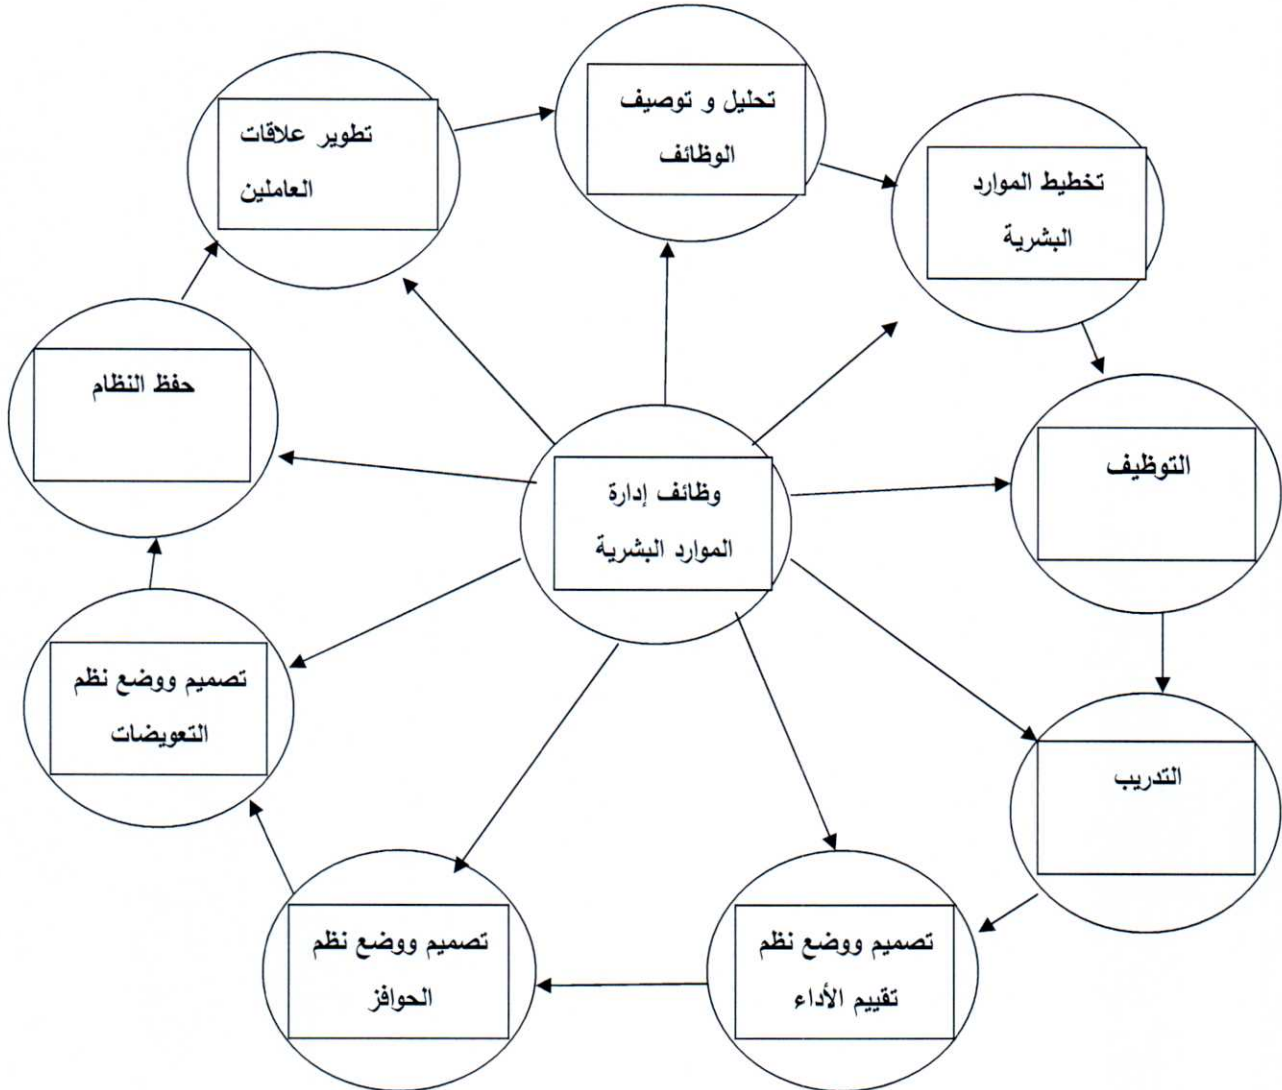 تحليل و توصيف
الوظائف
تخطيط الموارد
البشرية
التوظيف
التدريب
تصميم ووضع نظم
تقييم الأداء
تصميم ووضع نظم
الحوافز
تصميم ووضع نظم
التعويضات
حفظ النظام
تطوير علاقات
العاملين
وظائف إدارة
الموارد البشرية